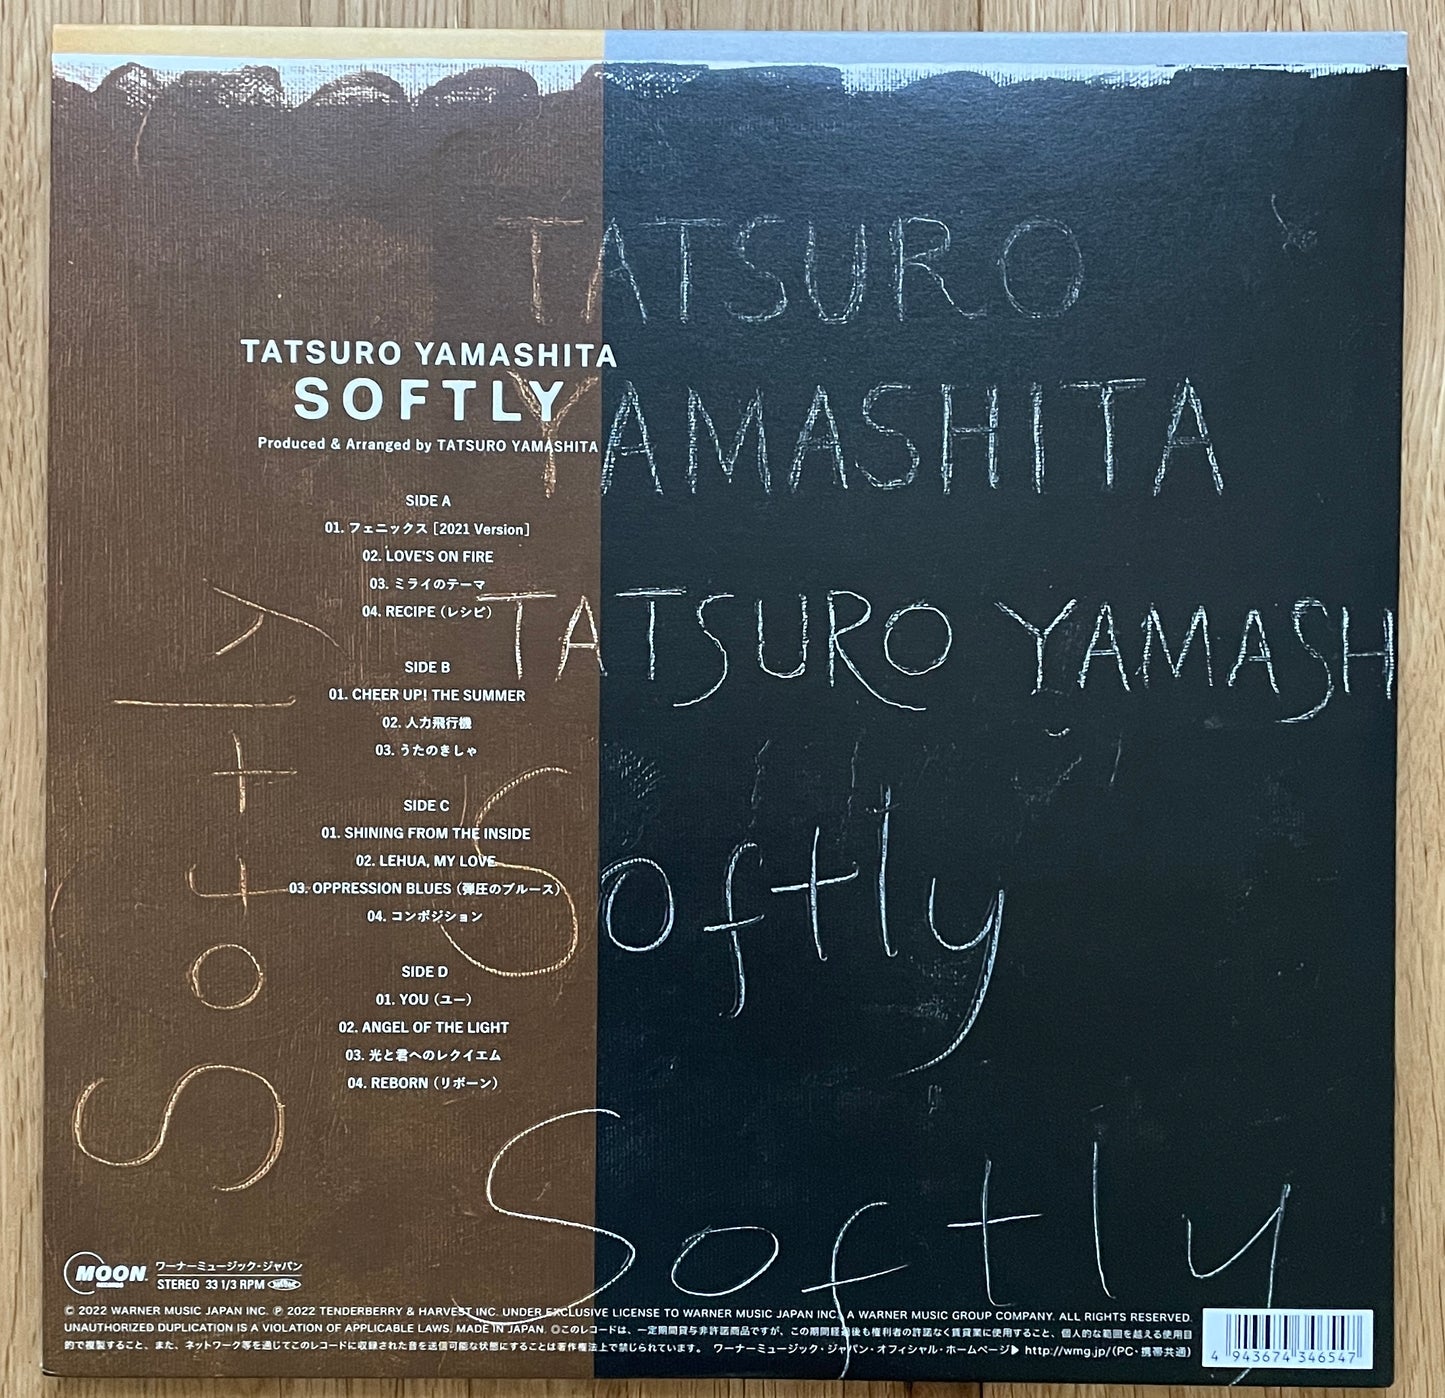 TATSURO
YAMASHITA
TATSURO YAMASHITA
SOFTLY
Produced & Arranged by TATSURO YAMASHITA
SIDE A
01. フェニックス [2021 Version]
02. LOVE'S ON FIRE
03. ミライのテーマ
04. RECIPE (レシピ)
TATSURO YAMASH
SIDE B
01. CHEER UP! THE SUMMER
02. 人力飛行機
03. うたのきしゃ
Softly
Softly
SIDE C
01. SHINING FROM THE INSIDE
02. LEHUA, MY LOVE
03. OPPRESSION BLUES (弾圧のブルース)
04. コンポジション
SIDE D
01. YOU (ユー)
02. ANGEL OF THE LIGHT
03. 光と君へのレクイエム
04. REBORN (リボーン)
Softly
MOON RECORDS ワーナーミュージック・ジャパン
STEREO 33 1/3 RPM
© 2022 WARNER MUSIC JAPAN INC. ℗ 2022 TENDERBERRY & HARVEST INC. UNDER EXCLUSIVE LICENSE TO WARNER MUSIC JAPAN INC. A WARNER MUSIC GROUP COMPANY. ALL RIGHTS RESERVED.
UNAUTHORIZED DUPLICATION IS A VIOLATION OF APPLICABLE LAWS. MADE IN JAPAN. ◎このレコードは、一定期間貸与非許諾商品ですが、この期間経過後も権利者の許諾なく賃貸業に使用すること、個人的な範囲を越える使用目
的で複製すること、また、ネットワーク等を通じてこのレコードに収録された音を送信可能な状態にすることは著作権法上で禁じられています。 ワーナーミュージック・ジャパン・オフィシャル・ホームページ▶ http://wmg.jp/(PC・携帯共通)
4 943674 346547